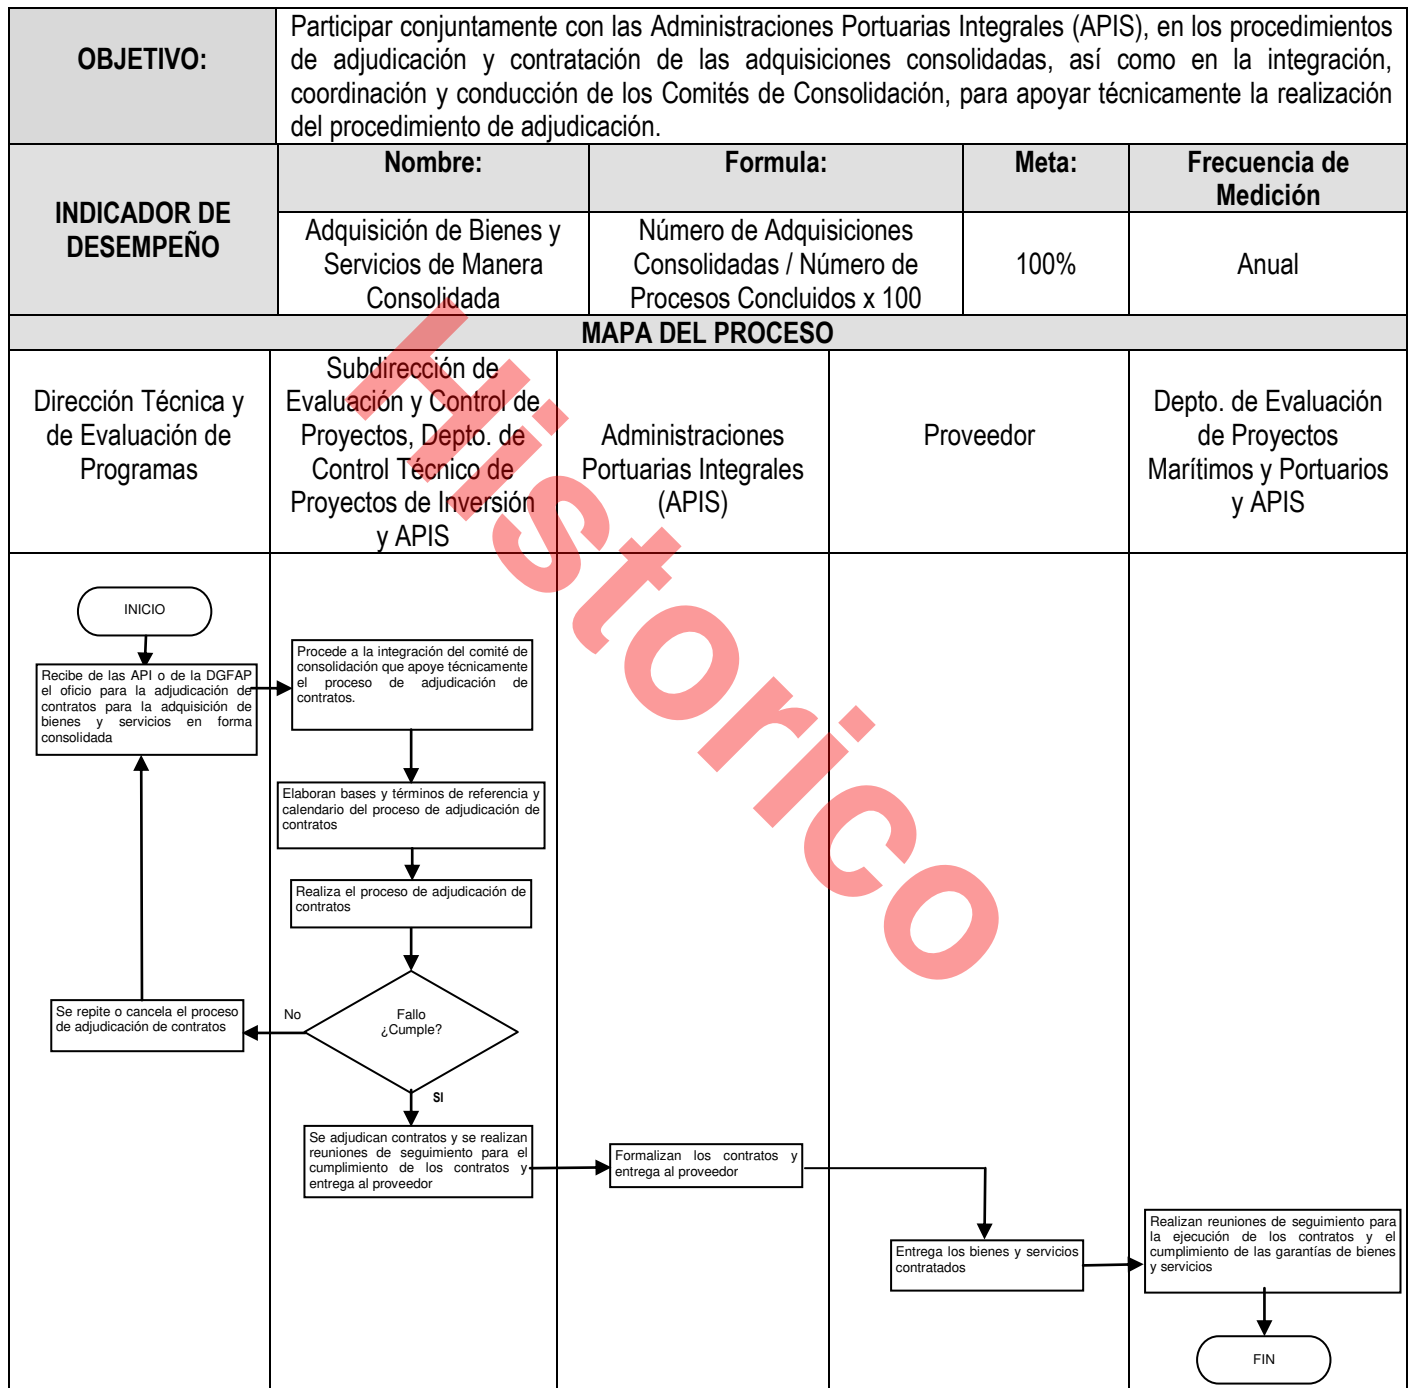 OBJETIVO:
Participar conjuntamente con las Administraciones Portuarias Integrales (APIS), en los procedimientos
de adjudicación y contratación de las adquisiciones consolidadas, así como en la integración,
coordinación y conducción de los Comités de Consolidación, para apoyar técnicamente la realización
del procedimiento de adjudicación.
INDICADOR DE
DESEMPEÑO
Nombre:
Formula:
Meta:
Frecuencia de
Medición
Adquisición de Bienes y
Servicios de Manera
Consolidada
Número de Adquisiciones
Consolidadas / Número de
Procesos Concluidos x 100
100%
Anual
MAPA DEL PROCESO
Dirección Técnica y
de Evaluación de
Programas
Subdirección de
Evaluación y Control de
Proyectos, Depto. de
Control Técnico de
Proyectos de Inversión
y APIS
Administraciones
Portuarias Integrales
(APIS)
Proveedor
Depto. de Evaluación
de Proyectos
Marítimos y Portuarios
y APIS
INICIO
Recibe de las API o de la DGFAP
el oficio para la adjudicación de
contratos para la adquisición de
bienes y servicios en forma
consolidada
Procede a la integración del comité de
consolidación que apoye técnicamente
el proceso de adjudicación de
contratos.
Elaboran bases y términos de referencia y
calendario del proceso de adjudicación de
contratos
Realiza el proceso de adjudicación de
contratos
Fallo
¿Cumple?
No
Se repite o cancela el proceso
de adjudicación de contratos
SI
Se adjudican contratos y se realizan
reuniones de seguimiento para el
cumplimiento de los contratos y
entrega al proveedor
Formalizan los contratos y
entrega al proveedor
Entrega los bienes y servicios
contratados
Realizan reuniones de seguimiento para
la ejecución de los contratos y el
cumplimiento de las garantías de bienes
y servicios
FIN
Historico